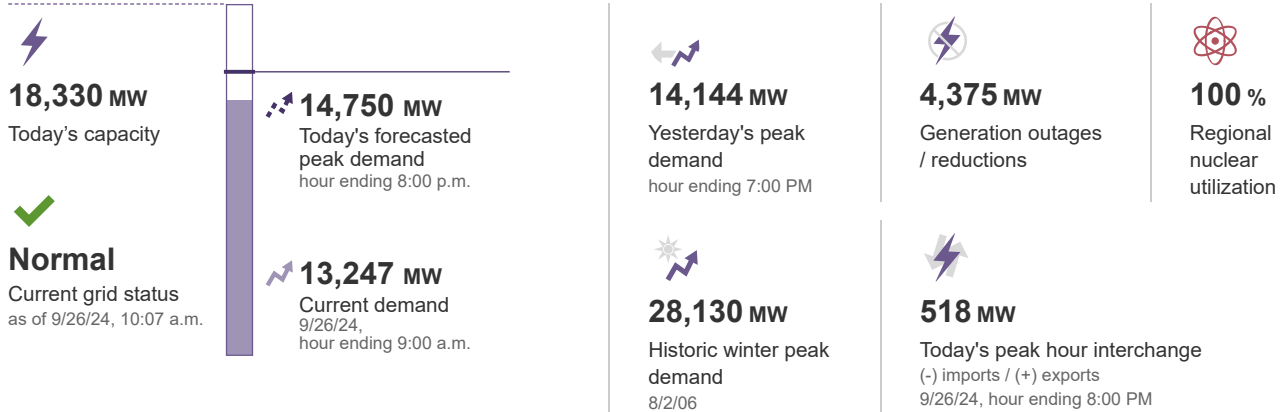 18,330 MW
Today's capacity
Normal
Current grid status
as of 9/26/24, 10:07 a.m.
14,750 MW
Today's forecasted
peak demand
hour ending 8:00 p.m.
13,247 MW
Current demand
9/26/24,
hour ending 9:00 a.m.
14,144 MW
Yesterday's peak
demand
hour ending 7:00 PM
4,375 MW
Generation outages
/ reductions
100 %
Regional
nuclear
utilization
28,130 MW
Historic winter peak
demand
8/2/06
518 MW
Today's peak hour interchange
(-) imports / (+) exports
9/26/24, hour ending 8:00 PM